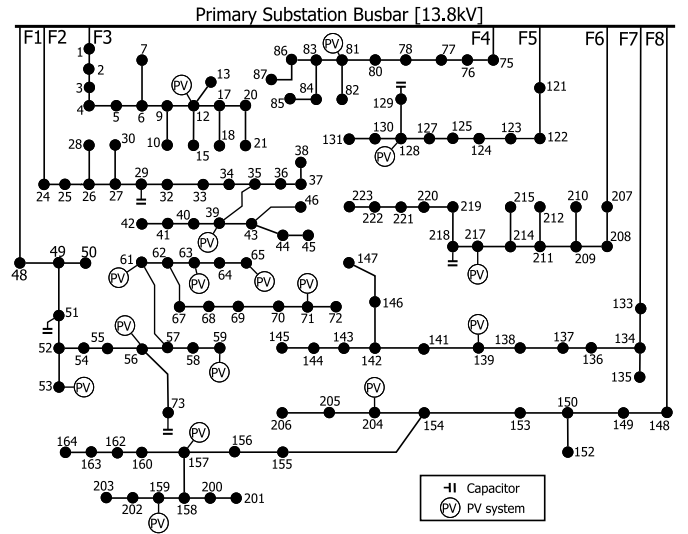 Primary Substation Busbar [13.8kV]
F1 F2 F3 F4 F5 F6 F7 F8
1 7 86 83 PV 81 78 77 75
2 PV 13 80 76
3 87 84 82 121
17 20 85 129
4 5 6 9 12 131 130 127 125 123 122
10 15 18 21 PV 128 124
28 30 38
29 34 35 36 223 220 215 210 207
24 25 26 27 32 33 37 222 221 219 212
46
42 41 40 39 43 218 217 214 211 209 208
PV 44 45 PV
49 50 61 62 63 64 65 147
48 PV PV PV PV
51 67 68 69 70 71 72 146 133
PV 59 PV
52 54 55 56 57 58 145 144 143 142 141 139 138 137 136 134
53 PV PV 135
73 PV
206 205 204 154 153 150 149 148
PV
164 163 162 160 157 156 155 152
203 159 200
202 158 201
PV
Capacitor
PV PV system